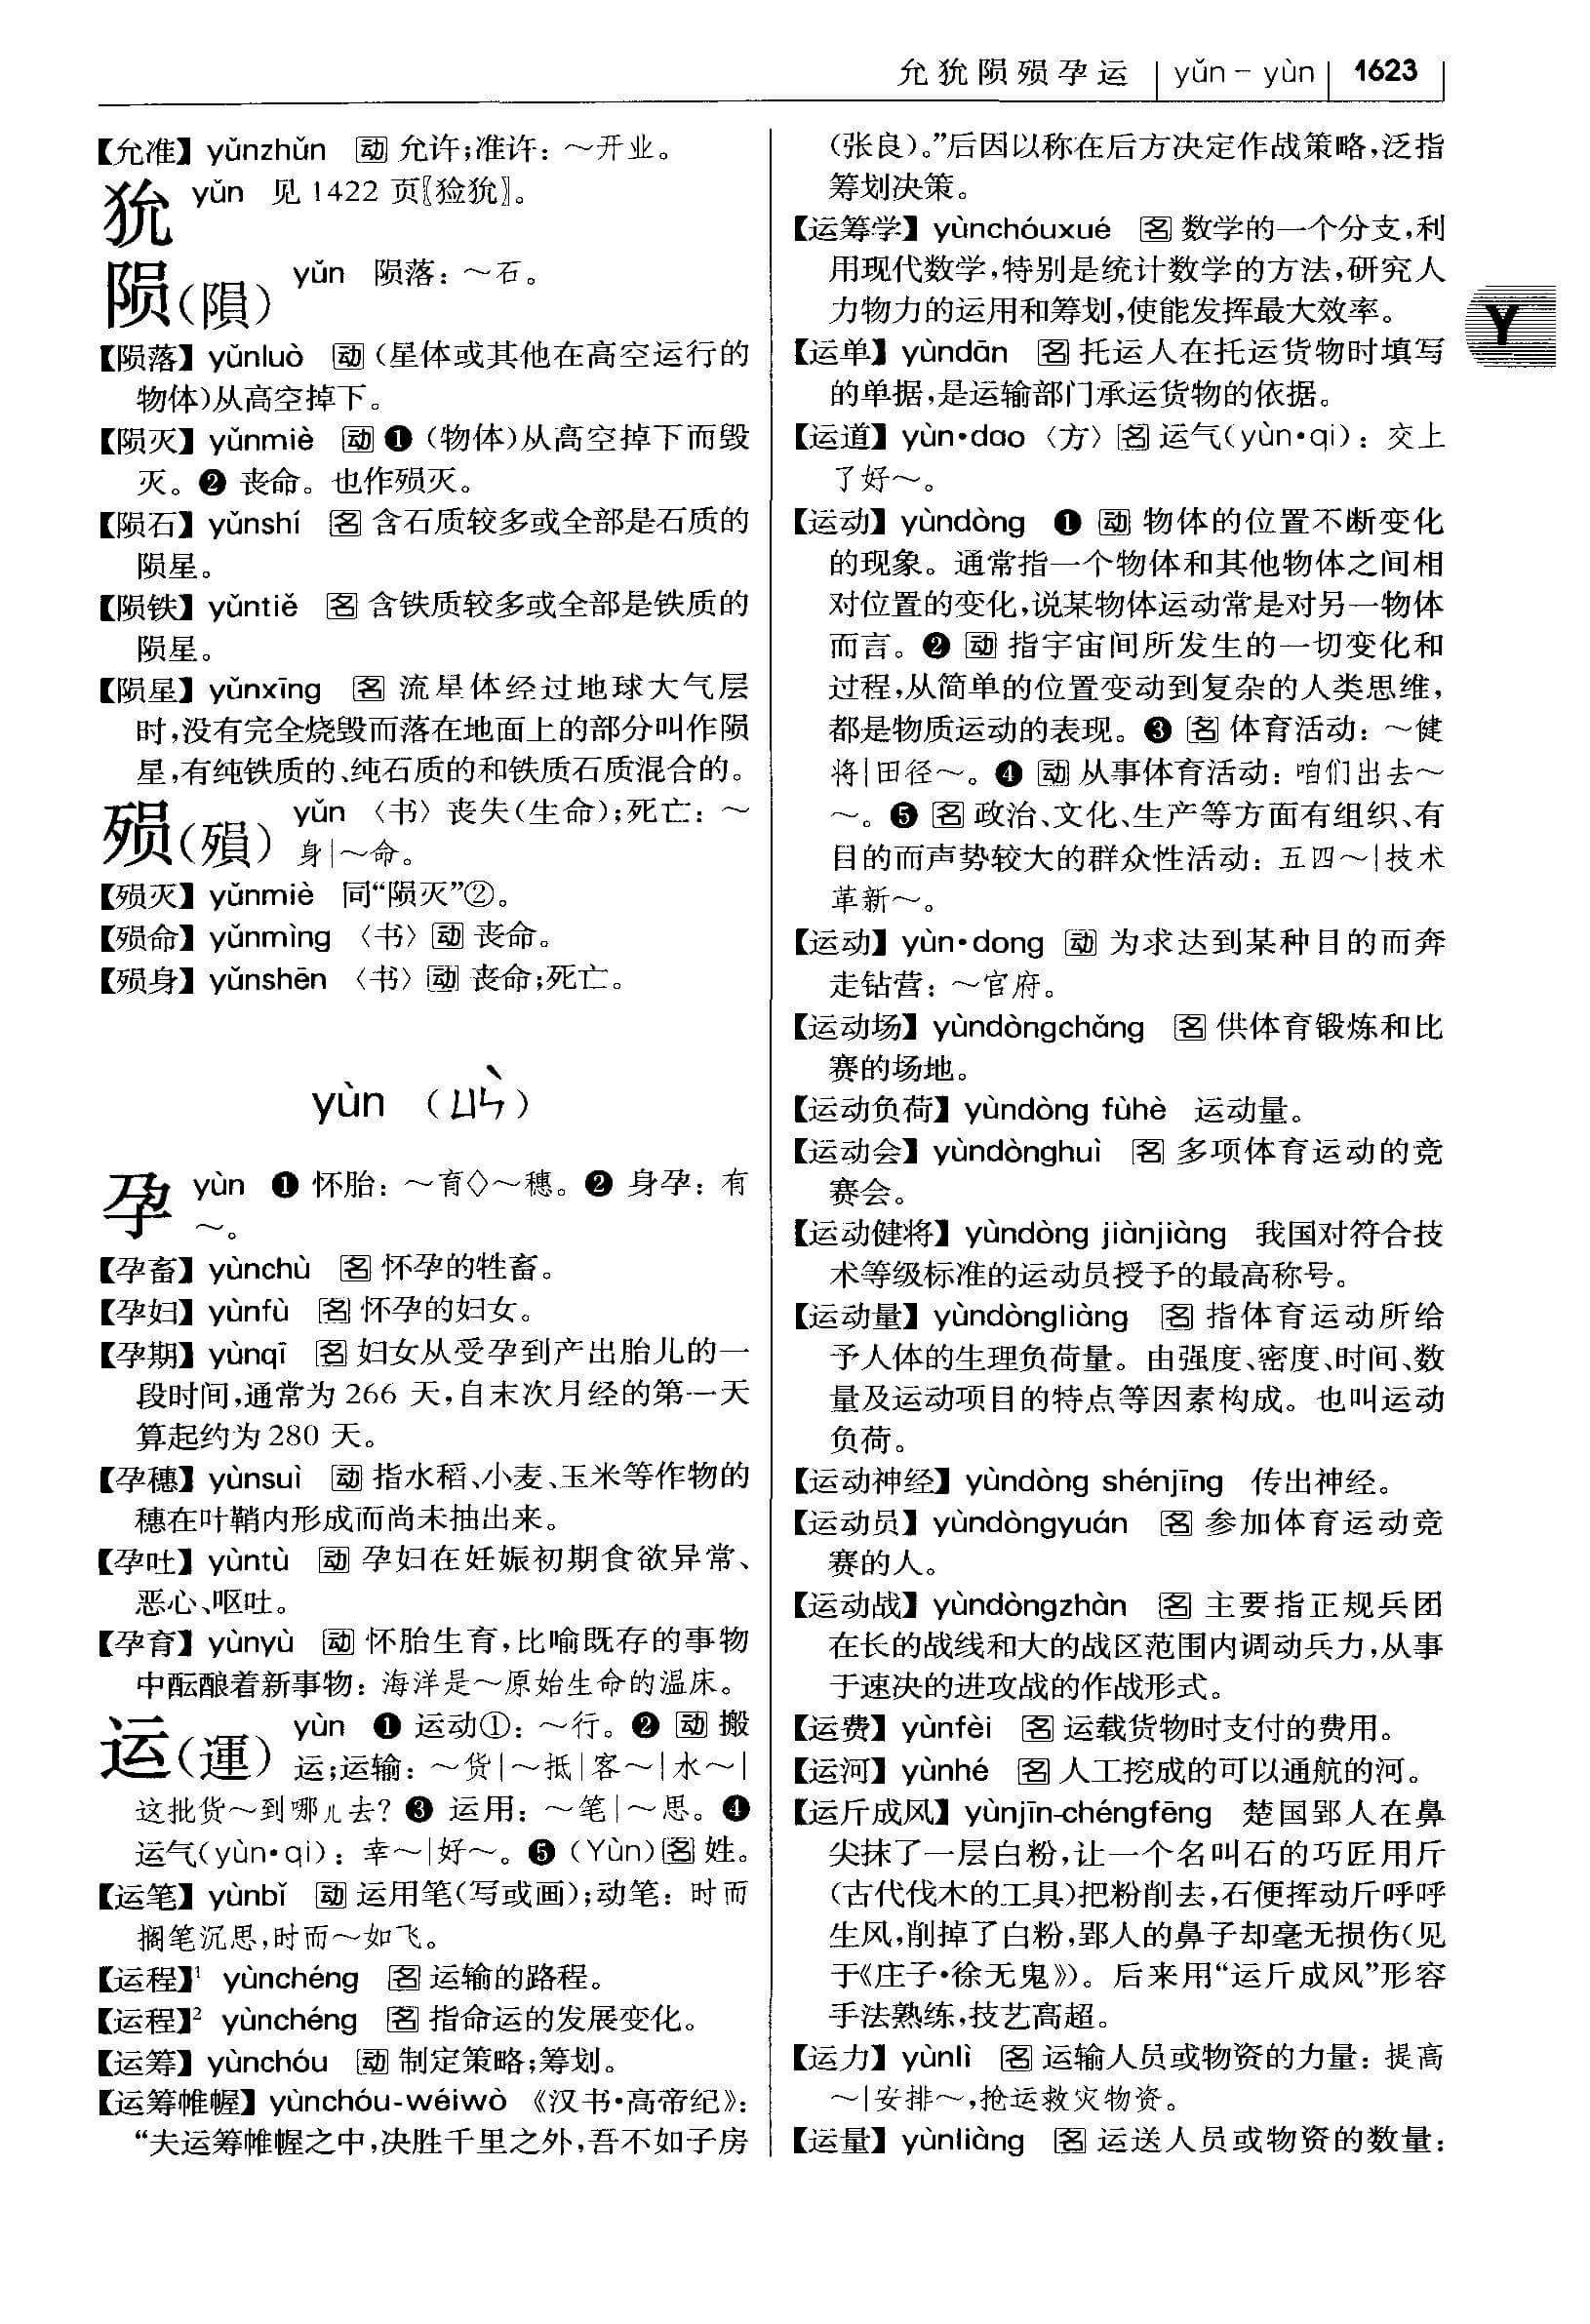 允狁陨殒孕运 yǔn－yùn 1623
【允准】yǔnzhǔn 动 允许；准许：～开业。
狁 yǔn 见1422页〖猃狁〗。
陨（隕） yǔn 陨落：～石。
【陨落】yǔnluò 动（星体或其他在高空运行的
物体）从高空掉下。
【陨灭】yǔnmiè 动 ❶（物体）从高空掉下而毁
灭。❷ 丧命。也作殒灭。
【陨石】yǔnshí 名 含石质较多或全部是石质的
陨星。
【陨铁】yǔntiě 名 含铁质较多或全部是铁质的
陨星。
【陨星】yǔnxīng 名 流星体经过地球大气层
时，没有完全烧毁而落在地面上的部分叫作陨
星，有纯铁质的、纯石质的和铁质石质混合的。
殒（殞） yǔn〈书〉丧失（生命）；死亡：～
身｜～命。
【殒灭】yǔnmiè 同“陨灭”②。
【殒命】yǔnmìng〈书〉动 丧命。
【殒身】yǔnshēn〈书〉动 丧命；死亡。
yùn （ㄩㄣˋ）
孕 yùn ❶ 怀胎：～育◇～穗。❷ 身孕：有
～。
【孕畜】yùnchù 名 怀孕的牲畜。
【孕妇】yùnfù 名 怀孕的妇女。
【孕期】yùnqī 名 妇女从受孕到产出胎儿的一
段时间，通常为266天，自末次月经的第一天
算起约为280天。
【孕穗】yùnsuì 动 指水稻、小麦、玉米等作物的
穗在叶鞘内形成而尚未抽出来。
【孕吐】yùntù 动 孕妇在妊娠初期食欲异常、
恶心、呕吐。
【孕育】yùnyù 动 怀胎生育，比喻既存的事物
中酝酿着新事物：海洋是～原始生命的温床。
运（運） yùn ❶ 运动①：～行。❷ 动 搬
运；运输：～货｜～抵｜客～｜水～｜
这批货～到哪儿去？❸ 运用：～笔｜～思。❹
运气（yùn•qi）：幸～｜好～。❺（Yùn）名 姓。
【运笔】yùnbǐ 动 运用笔（写或画）；动笔：时而
搁笔沉思，时而～如飞。
【运程】¹ yùnchéng 名 运输的路程。
【运程】² yùnchéng 名 指命运的发展变化。
【运筹】yùnchóu 动 制定策略；筹划。
【运筹帷幄】yùnchóu-wéiwò《汉书•高帝纪》：
“夫运筹帷幄之中，决胜千里之外，吾不如子房
（张良）。”后因以称在后方决定作战策略，泛指
筹划决策。
【运筹学】yùnchóuxué 名 数学的一个分支，利
用现代数学，特别是统计数学的方法，研究人
力物力的运用和筹划，使能发挥最大效率。
Y
【运单】yùndān 名 托运人在托运货物时填写
的单据，是运输部门承运货物的依据。
【运道】yùn•dao〈方〉名 运气（yùn•qi）：交上
了好～。
【运动】yùndòng ❶ 动 物体的位置不断变化
的现象。通常指一个物体和其他物体之间相
对位置的变化，说某物体运动常是对另一物体
而言。❷ 动 指宇宙间所发生的一切变化和
过程，从简单的位置变动到复杂的人类思维，
都是物质运动的表现。❸ 名 体育活动：～健
将｜田径～。❹ 动 从事体育活动：咱们出去～
～。❺ 名 政治、文化、生产等方面有组织、有
目的而声势较大的群众性活动：五四～｜技术
革新～。
【运动】yùn•dong 动 为求达到某种目的而奔
走钻营：～官府。
【运动场】yùndòngchǎng 名 供体育锻炼和比
赛的场地。
【运动负荷】yùndòng fùhè 运动量。
【运动会】yùndònghuì 名 多项体育运动的竞
赛会。
【运动健将】yùndòng jiànjiàng 我国对符合技
术等级标准的运动员授予的最高称号。
【运动量】yùndòngliàng 名 指体育运动所给
予人体的生理负荷量。由强度、密度、时间、数
量及运动项目的特点等因素构成。也叫运动
负荷。
【运动神经】yùndòng shénjīng 传出神经。
【运动员】yùndòngyuán 名 参加体育运动竞
赛的人。
【运动战】yùndòngzhàn 名 主要指正规兵团
在长的战线和大的战区范围内调动兵力，从事
于速决的进攻战的作战形式。
【运费】yùnfèi 名 运载货物时支付的费用。
【运河】yùnhé 名 人工挖成的可以通航的河。
【运斤成风】yùnjīn-chéngfēng 楚国郢人在鼻
尖抹了一层白粉，让一个名叫石的巧匠用斤
（古代伐木的工具）把粉削去，石便挥动斤呼呼
生风，削掉了白粉，郢人的鼻子却毫无损伤（见
于《庄子•徐无鬼》）。后来用“运斤成风”形容
手法熟练，技艺高超。
【运力】yùnlì 名 运输人员或物资的力量：提高
～｜安排～，抢运救灾物资。
【运量】yùnliàng 名 运送人员或物资的数量：